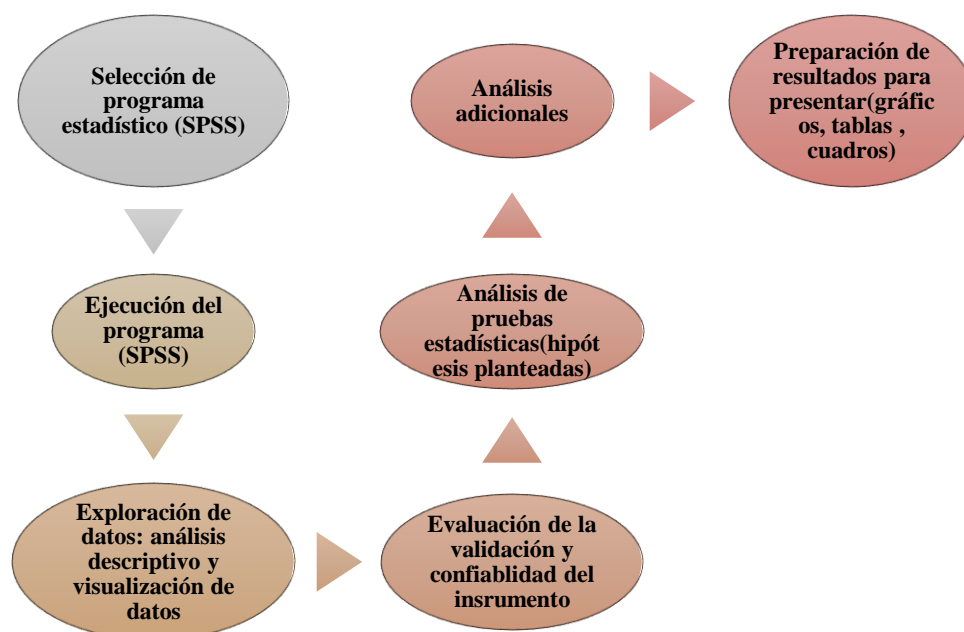 Selección de
programa
estadístico (SPSS)
Ejecución del
programa
(SPSS)
Exploración de
datos: análisis
descriptivo y
visualización de
datos
Evaluación de la
validación y
confiablidad del
insrumento
Análisis de
pruebas
estadísticas(hipót
esis planteadas)
Análisis
adicionales
Preparación de
resultados para
presentar(gráfic
os, tablas ,
cuadros)